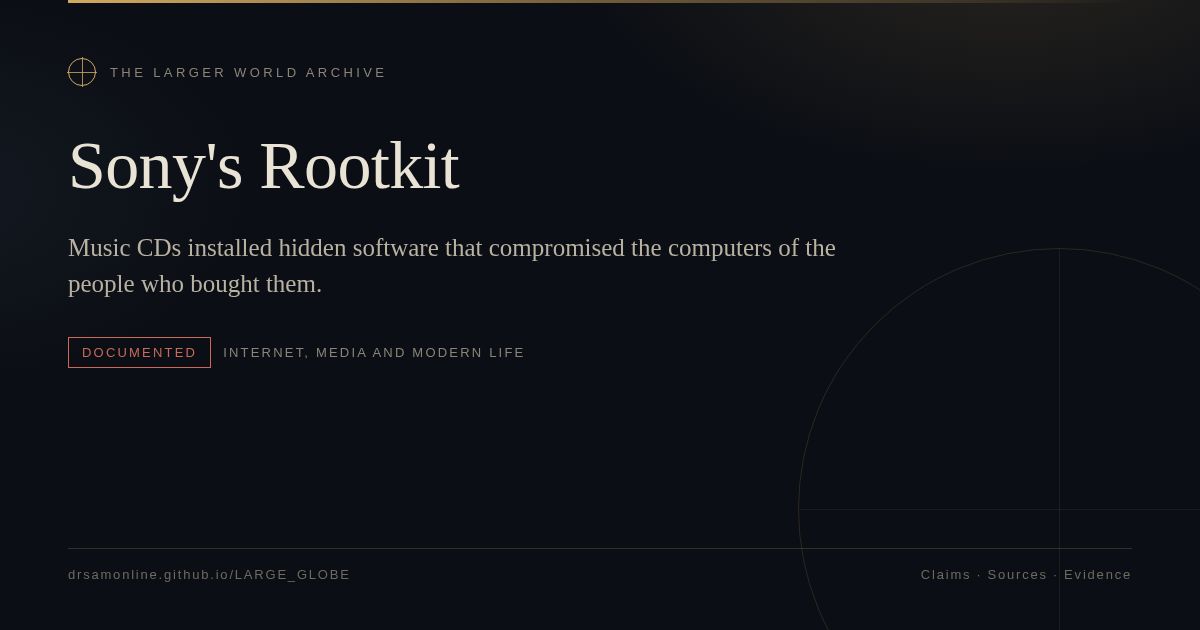 THE LARGER WORLD ARCHIVE
Sony's Rootkit
Music CDs installed hidden software that compromised the computers of the
people who bought them.
DOCUMENTED
INTERNET, MEDIA AND MODERN LIFE
drsamonline.github.io/LARGE_GLOBE
Claims · Sources · Evidence